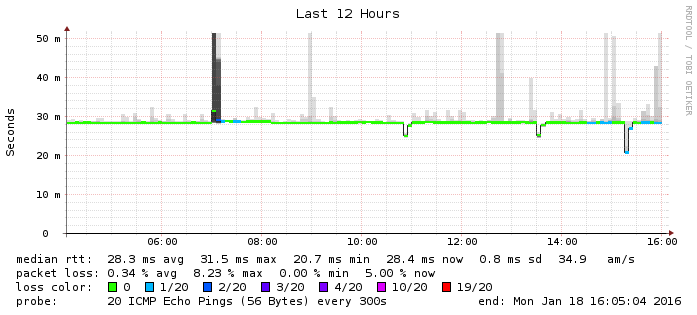 Last 12 Hours
RRDTOOL / TOBI OETIKER
Seconds
50 m
40 m
30 m
20 m
10 m
0
06:00 08:00 10:00 12:00 14:00 16:00
median rtt: 28.3 ms avg 31.5 ms max 20.7 ms min 28.4 ms now 0.8 ms sd 34.9 am/s
packet loss: 0.34 % avg 8.23 % max 0.00 % min 5.00 % now
loss color: 0 1/20 2/20 3/20 4/20 10/20 19/20
probe: 20 ICMP Echo Pings (56 Bytes) every 300s end: Mon Jan 18 16:05:04 2016